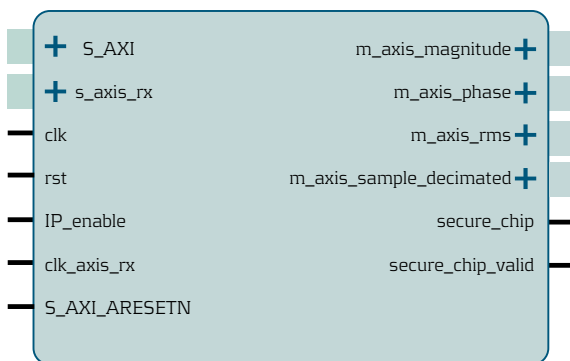 S_AXI
s_axis_rx
clk
rst
IP_enable
clk_axis_rx
S_AXI_ARESETN
m_axis_magnitude
m_axis_phase
m_axis_rms
m_axis_sample_decimated
secure_chip
secure_chip_valid